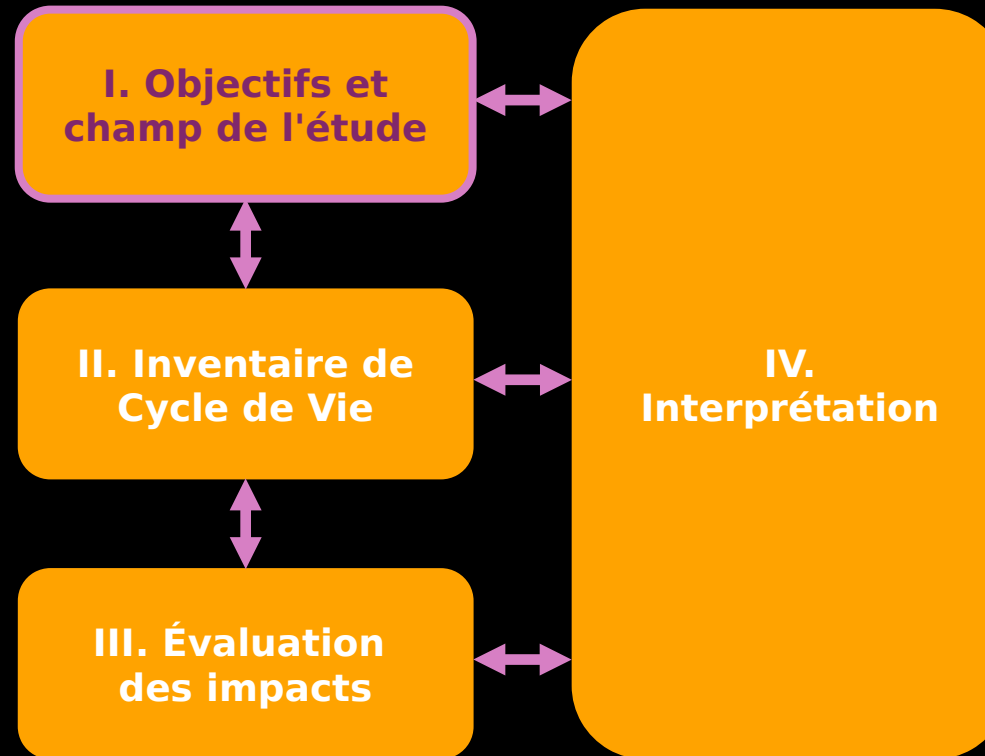 I. Objectifs et
champ de l'étude
II. Inventaire de
Cycle de Vie
III. Évaluation
des impacts
IV.
Interprétation